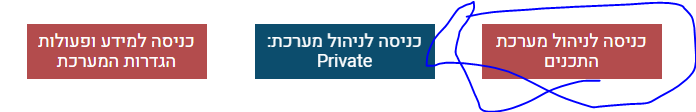 כניסה לניהול מערכת
התכנים
כניסה לניהול מערכת:
Private
כניסה למידע ופעולות
הגדרות המערכת